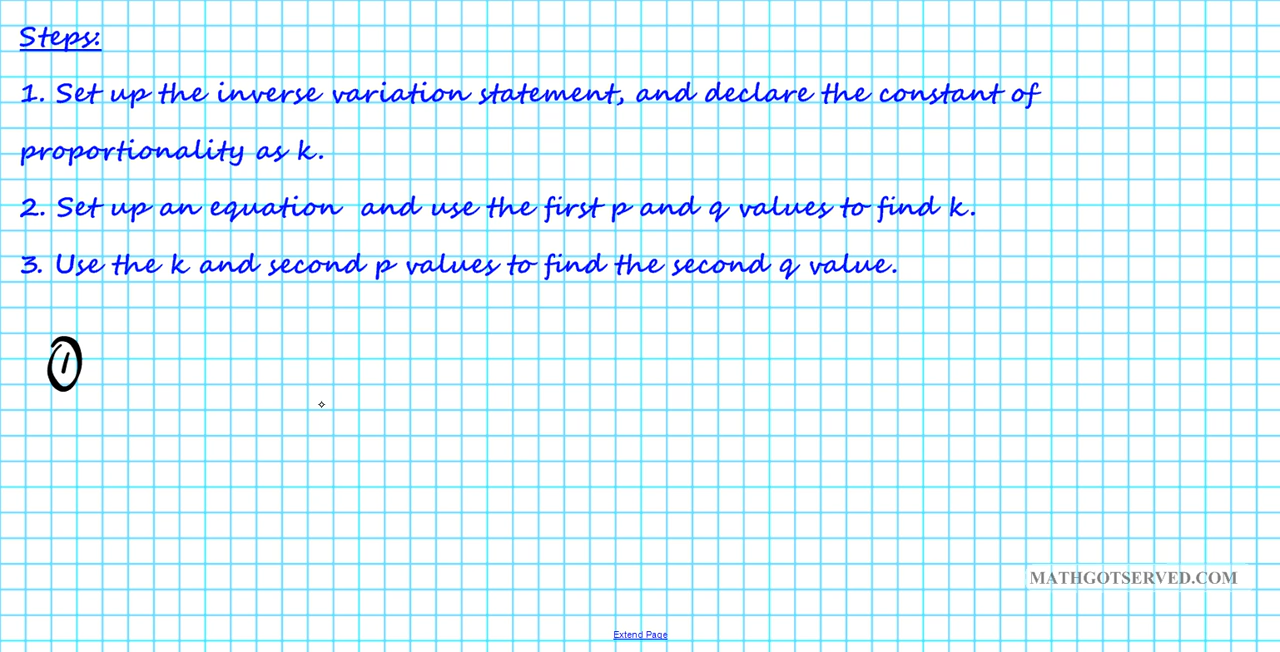 Steps:
1. Set up the inverse variation statement, and declare the constant of
proportionality as k.
2. Set up an equation and use the first p and q values to find k.
3. Use the k and second p values to find the second q value.
1
MATHGOTSERVED.COM
Extend Page